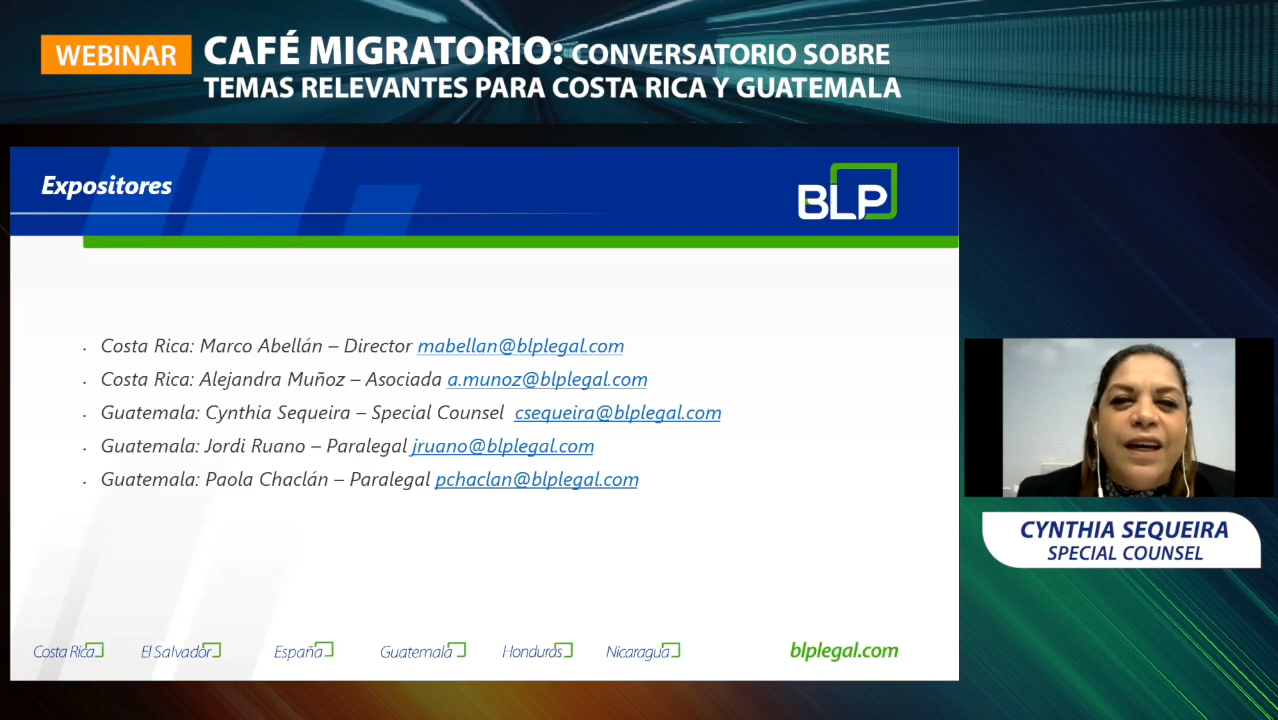 WEBINAR
CAFÉ MIGRATORIO: CONVERSATORIO SOBRE
TEMAS RELEVANTES PARA COSTA RICA Y GUATEMALA
Expositores
BLP
Costa Rica: Marco Abellán – Director mabellan@blplegal.com
Costa Rica: Alejandra Muñoz – Asociada a.munoz@blplegal.com
Guatemala: Cynthia Sequeira – Special Counsel csequeira@blplegal.com
Guatemala: Jordi Ruano – Paralegal jruano@blplegal.com
Guatemala: Paola Chaclán – Paralegal pchaclan@blplegal.com
CYNTHIA SEQUEIRA
SPECIAL COUNSEL
Costa Rica El Salvador España Guatemala Honduras Nicaragua blplegal.com